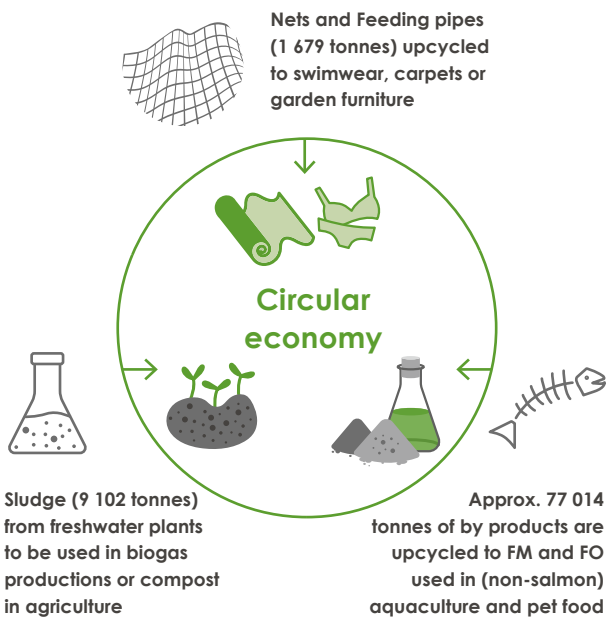 Nets and Feeding pipes
(1 679 tonnes) upcycled
to swimwear, carpets or
garden furniture
Circular
economy
Sludge (9 102 tonnes)
from freshwater plants
to be used in biogas
productions or compost
in agriculture
Approx. 77 014
tonnes of by products are
upcycled to FM and FO
used in (non-salmon)
aquaculture and pet food